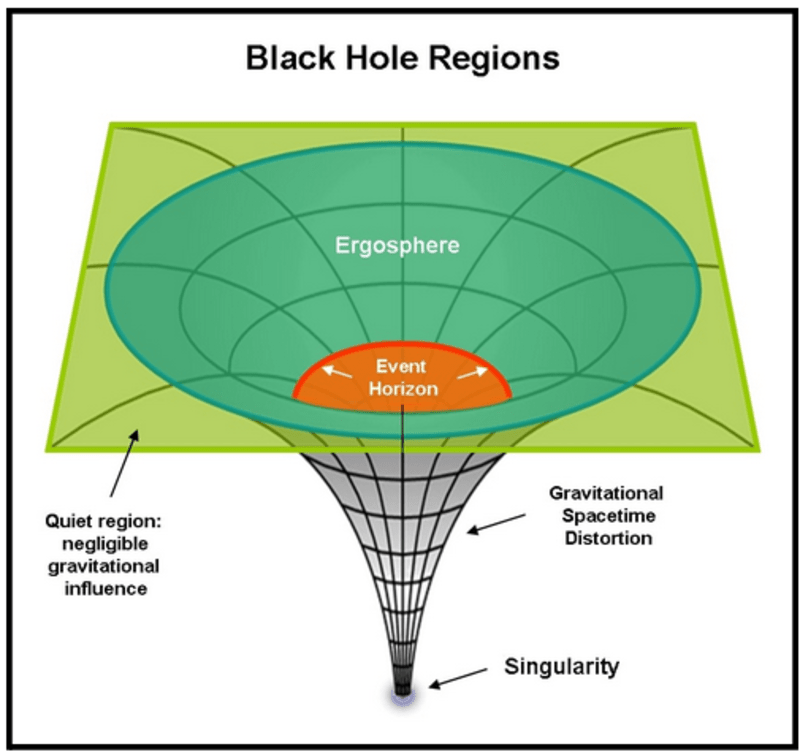 Black Hole Regions
Ergosphere
Event
Horizon
Quiet region:
negligible
gravitational
influence
Gravitational
Spacetime
Distortion
Singularity